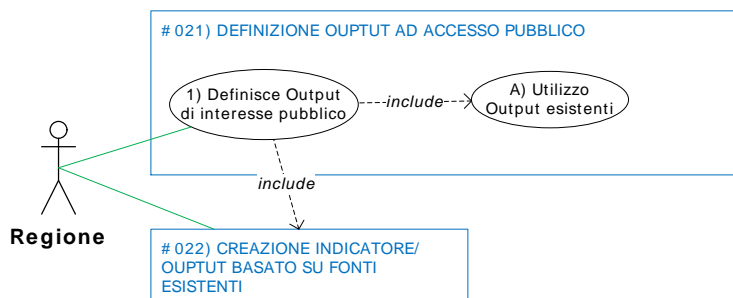 # 021) DEFINIZIONE OUPTUT AD ACCESSO PUBBLICO
1) Definisce Output
di interesse pubblico
include
A) Utilizzo
Output esistenti
include
Regione
# 022) CREAZIONE INDICATORE/
OUPTUT BASATO SU FONTI
ESISTENTI